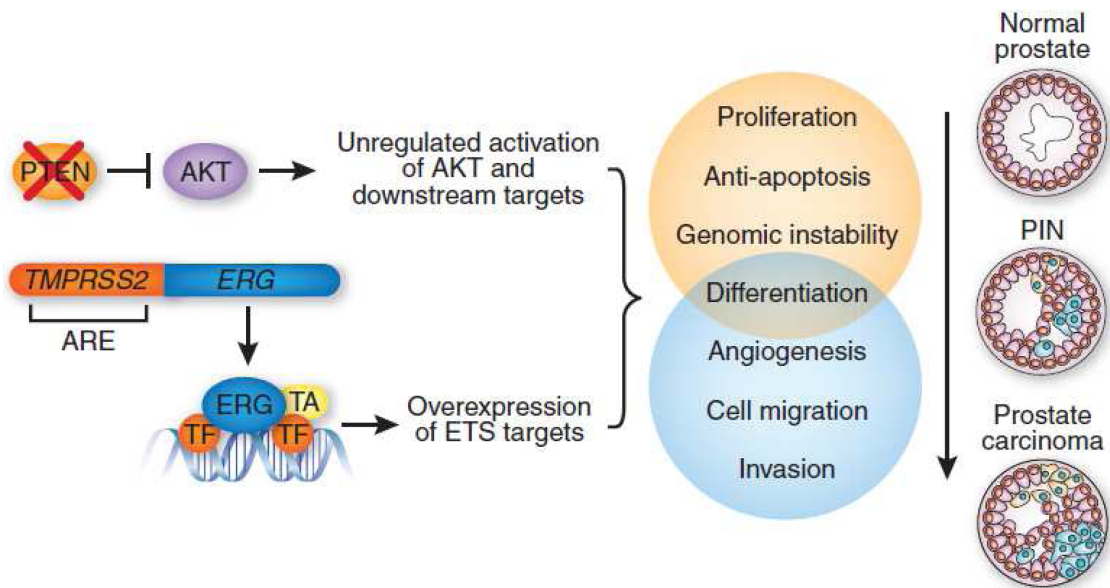 PTEN
AKT
Unregulated activation
of AKT and
downstream targets
TMPRSS2
ERG
ARE
ERG
TA
TF
TF
Overexpression
of ETS targets
Proliferation
Anti-apoptosis
Genomic instability
Differentiation
Angiogenesis
Cell migration
Invasion
Normal
prostate
PIN
Prostate
carcinoma